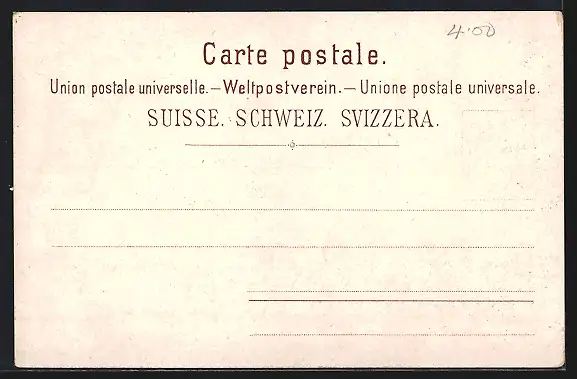 4.00
Carte postale.
Union postale universelle.—Weltpostverein.—Unione postale universale.
SUISSE. SCHWEIZ. SVIZZERA.